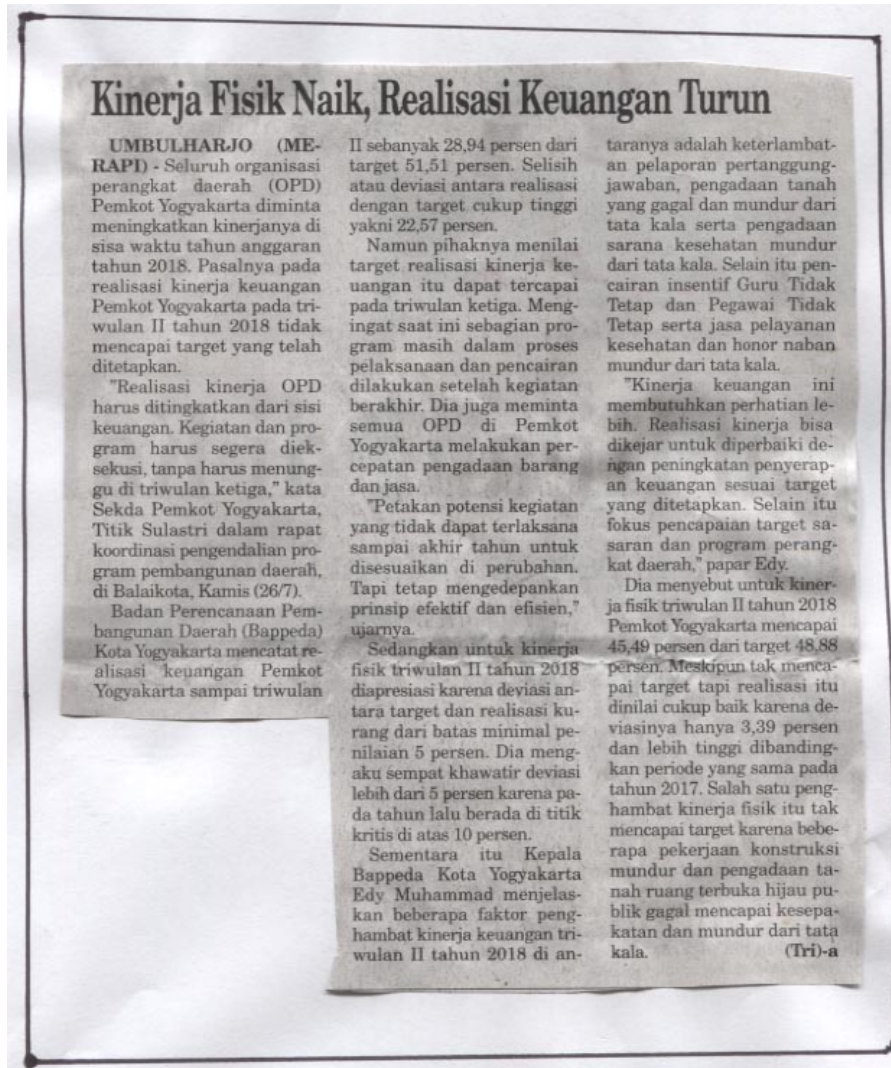 Kinerja Fisik Naik, Realisasi Keuangan Turun
UMBULHARJO (ME-
RAPI) - Seluruh organisasi
perangkat daerah (OPD)
Pemkot Yogyakarta diminta
meningkatkan kinerjanya di
sisa waktu tahun anggaran
tahun 2018. Pasalnya pada
realisasi kinerja keuangan
Pemkot Yogyakarta pada tri-
wulan II tahun 2018 tidak
mencapai target yang telah
ditetapkan.
"Realisasi kinerja OPD
harus ditingkatkan dari sisi
keuangan. Kegiatan dan pro-
gram harus segera diek-
sekusi, tanpa harus menung-
gu di triwulan ketiga," kata
Sekda Pemkot Yogyakarta,
Titik Sulastri dalam rapat
koordinasi pengendalian pro-
gram pembangunan daerah,
di Balaikota, Kamis (26/7).
Badan Perencanaan Pem-
bangunan Daerah (Bappeda)
Kota Yogyakarta mencatat re-
alisasi keuangan Pemkot
Yogyakarta sampai triwulan
II sebanyak 28,94 persen dari
target 51,51 persen. Selisih
atau deviasi antara realisasi
dengan target cukup tinggi
yakni 22,57 persen.
Namun pihaknya menilai
target realisasi kinerja ke-
uangan itu dapat tercapai
pada triwulan ketiga. Meng-
ingat saat ini sebagian pro-
gram masih dalam proses
pelaksanaan dan pencairan
dilakukan setelah kegiatan
berakhir. Dia juga meminta
semua OPD di Pemkot
Yogyakarta melakukan per-
cepatan pengadaan barang
dan jasa.
"Petakan potensi kegiatan
yang tidak dapat terlaksana
sampai akhir tahun untuk
disesuaikan di perubahan.
Tapi tetap mengedepankan
prinsip efektif dan efisien,"
ujarnya.
Sedangkan untuk kinerja
fisik triwulan II tahun 2018
diapresiasi karena deviasi an-
tara target dan realisasi ku-
rang dari batas minimal pe-
nilaian 5 persen. Dia meng-
aku sempat khawatir deviasi
lebih dari 5 persen karena pa-
da tahun lalu berada di titik
kritis di atas 10 persen.
Sementara itu Kepala
Bappeda Kota Yogyakarta
Edy Muhammad menjelas-
kan beberapa faktor peng-
hambat kinerja keuangan tri-
wulan II tahun 2018 di an-
taranya adalah keterlambat-
an pelaporan pertanggung-
jawaban, pengadaan tanah
yang gagal dan mundur dari
tata kala serta pengadaan
sarana kesehatan mundur
dari tata kala. Selain itu pen-
cairan insentif Guru Tidak
Tetap dan Pegawai Tidak
Tetap serta jasa pelayanan
kesehatan dan honor naban
mundur dari tata kala.
"Kinerja keuangan ini
membutuhkan perhatian le-
bih. Realisasi kinerja bisa
dikejar untuk diperbaiki de-
ngan peningkatan penyerap-
an keuangan sesuai target
yang ditetapkan. Selain itu
fokus pencapaian target sa-
saran dan program perang-
kat daerah," papar Edy.
Dia menyebut untuk kiner-
ja fisik triwulan II tahun 2018
Pemkot Yogyakarta mencapai
45,49 persen dari target 48,88
persen. Meskipun tak menca-
pai target tapi realisasi itu
dinilai cukup baik karena de-
viasinya hanya 3,39 persen
dan lebih tinggi dibanding-
kan periode yang sama pada
tahun 2017. Salah satu peng-
hambat kinerja fisik itu tak
mencapai target karena bebe-
rapa pekerjaan konstruksi
mundur dan pengadaan ta-
nah ruang terbuka hijau pu-
blik gagal mencapai kesepa-
katan dan mundur dari tata
kala. (Tri)-a